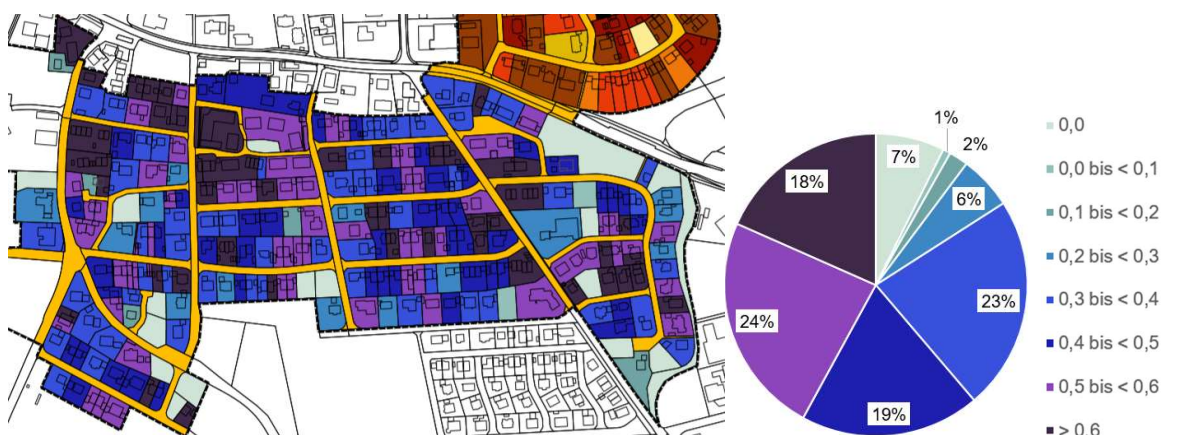 1%
2%
7%
6%
18%
23%
24%
19%
0,0
0,0 bis < 0,1
0,1 bis < 0,2
0,2 bis < 0,3
0,3 bis < 0,4
0,4 bis < 0,5
0,5 bis < 0,6
> 0,6